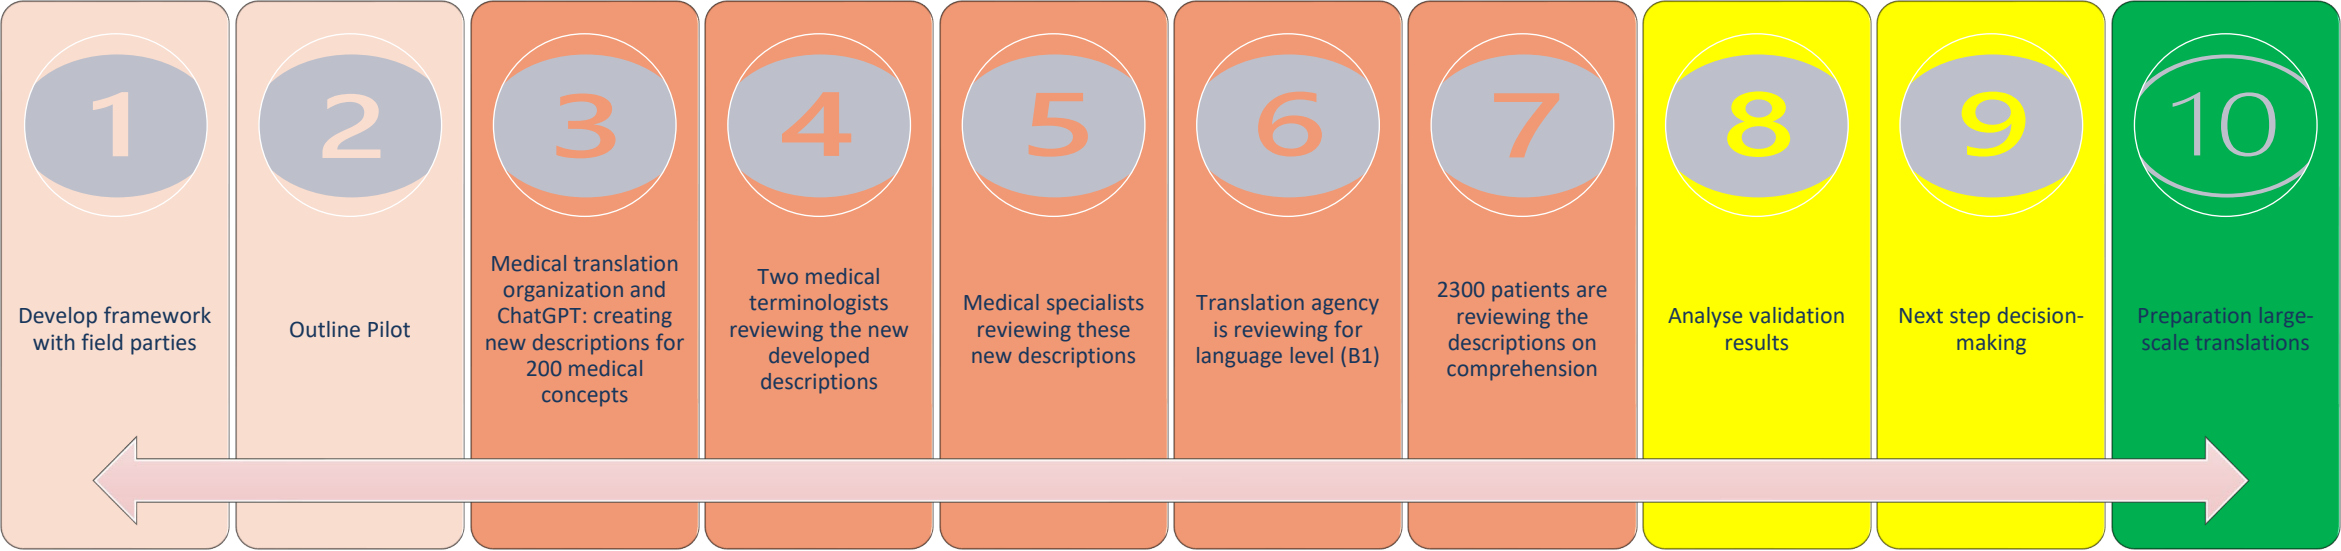 1
Develop framework
with field parties
2
Outline Pilot
3
Medical translation
organization and
ChatGPT: creating
new descriptions for
200 medical
concepts
4
Two medical
terminologists
reviewing the new
developed
descriptions
5
Medical specialists
reviewing these
new descriptions
6
Translation agency
is reviewing for
language level (B1)
7
2300 patients are
reviewing the
descriptions on
comprehension
8
Analyse validation
results
9
Next step decision-
making
10
Preparation large-
scale translations